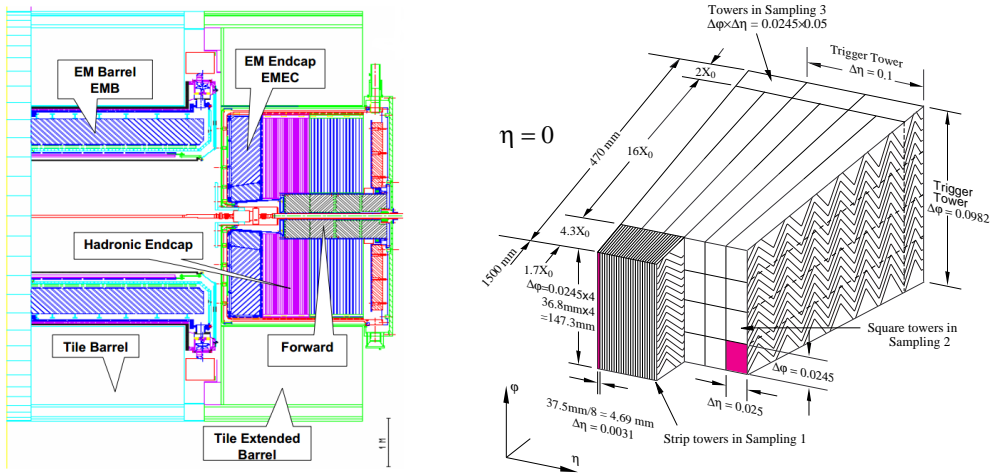 EM Barrel
EMB
EM Endcap
EMEC
Hadronic Endcap
Tile Barrel
Forward
Tile Extended
Barrel
1 M
Towers in Sampling 3
Δφ×Δη = 0.0245×0.05
Trigger Tower
Δη = 0.1
2X₀
η = 0
470 mm
16X₀
Trigger
Tower
Δφ = 0.0982
4.3X₀
1500 mm
1.7X₀
Δφ=0.0245x4
36.8mmx4
=147.3mm
Square towers in
Sampling 2
Δφ = 0.0245
Δη = 0.025
37.5mm/8 = 4.69 mm
Δη = 0.0031
Strip towers in Sampling 1
φ
η